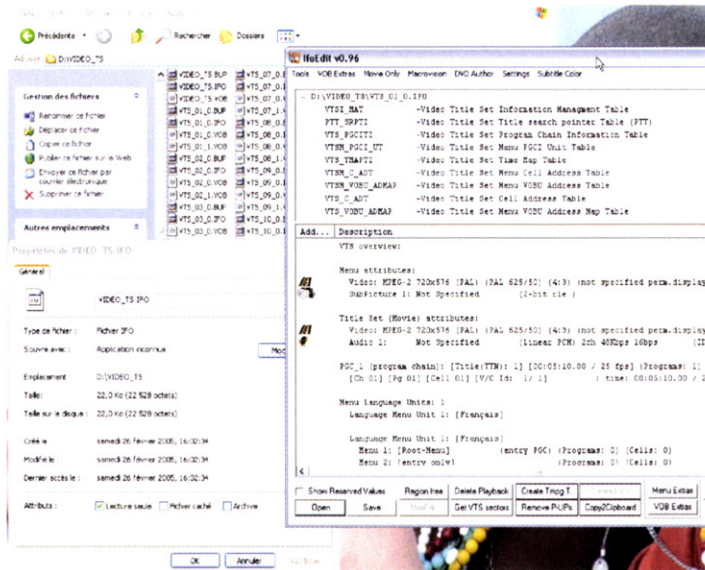 Précédente
Rechercher
Dossiers
D:\VIDEO_TS
Gestion des fichiers
Renommer ce fichier
Déplacer ce fichier
Copier ce fichier
Publier ce fichier sur le Web
Envoyer ce fichier par
courrier électronique
Supprimer ce fichier
Autres emplacements
VIDEO_TS.BUP
VIDEO_TS.IFO
VIDEO_TS.VOB
VTS_01_0.BUP
VTS_01_0.IFO
VTS_01_0.VOB
VTS_01_1.VOB
VTS_02_0.BUP
VTS_02_0.IFO
VTS_02_0.VOB
VTS_02_1.VOB
VTS_03_0.BUP
VTS_03_0.IFO
VTS_03_0.VOB
Propriétés de VIDEO_TS.IFO
Général
VIDEO_TS.IFO
Type de fichier : Fichier IFO
S'ouvre avec : Application inconnue
Emplacement D:\VIDEO_TS
Taille: 22,0 Ko (22 528 octets)
Taille sur le disque : 22,0 Ko (22 528 octets)
Créé le samedi 26 février 2005, 16:02:34
Modifié le : samedi 26 février 2005, 16:02:34
Dernier accès le : samedi 26 février 2005, 16:02:34
Attributs : Lecture seule Fichier caché Archive
OK Annuler
IfoEdit v0.96
Tools VOB Extras Movie Only Macrovision DVD Author Settings Subtitle Color
D:\VIDEO_TS\VTS_01_0.IFO
VTSI_MAT -Video Title Set Information Managment Table
PTT_SRPTI -Video Title Set Title search pointer Table (PTT)
VTS_PGCITI -Video Title Set Program Chain Information Table
VTSM_PGCI_UT -Video Title Set Menu PGCI Unit Table
VTS_TMAPTI -Video Title Set Time Map Table
VTSM_C_ADT -Video Title Set Menu Cell Address Table
VTSM_VOBU_ADMAP -Video Title Set Menu VOBU Address Table
VTS_C_ADT -Video Title Set Cell Address Table
VTS_VOBU_ADMAP -Video Title Set Menu VOBU Address Map Table
Add... Description
VTS overview:
Menu attributes:
Video: MPEG-2 720x576 (PAL) (PAL 625/50) (4:3) (not specified perm.display
SubPicture 1: Not Specified (2-bit rle )
Title Set (Movie) attributes:
Video: MPEG-2 720x576 (PAL) (PAL 625/50) (4:3) (not specified perm.display
Audio 1: Not Specified (Linear PCM) 2ch 48Kbps 16bps
PGC_1 (program chain): [Title(TTN): 1] [00:05:10.00 / 25 fps] (Programs: 1)
[Ch 01] [Pg 01] [Cell 01] [V/C Id: 1/ 1] : time: 00:05:10.00 / 2
Menu Language Units: 1
Language Menu Unit 1: [Français]
Language Menu Unit 1: [Français]
Menu 1: [Root-Menu] (entry PGC) (Programs: 0) (Cells: 0)
Menu 2: [entry only] (Programs: 0) (Cells: 0)
Show Reserved Values Region free Delete Playback Create Tmpg T. Menu Extras
Open Save Get VTS sectors Remove P-UPs Copy2Clipboard VOB Extras